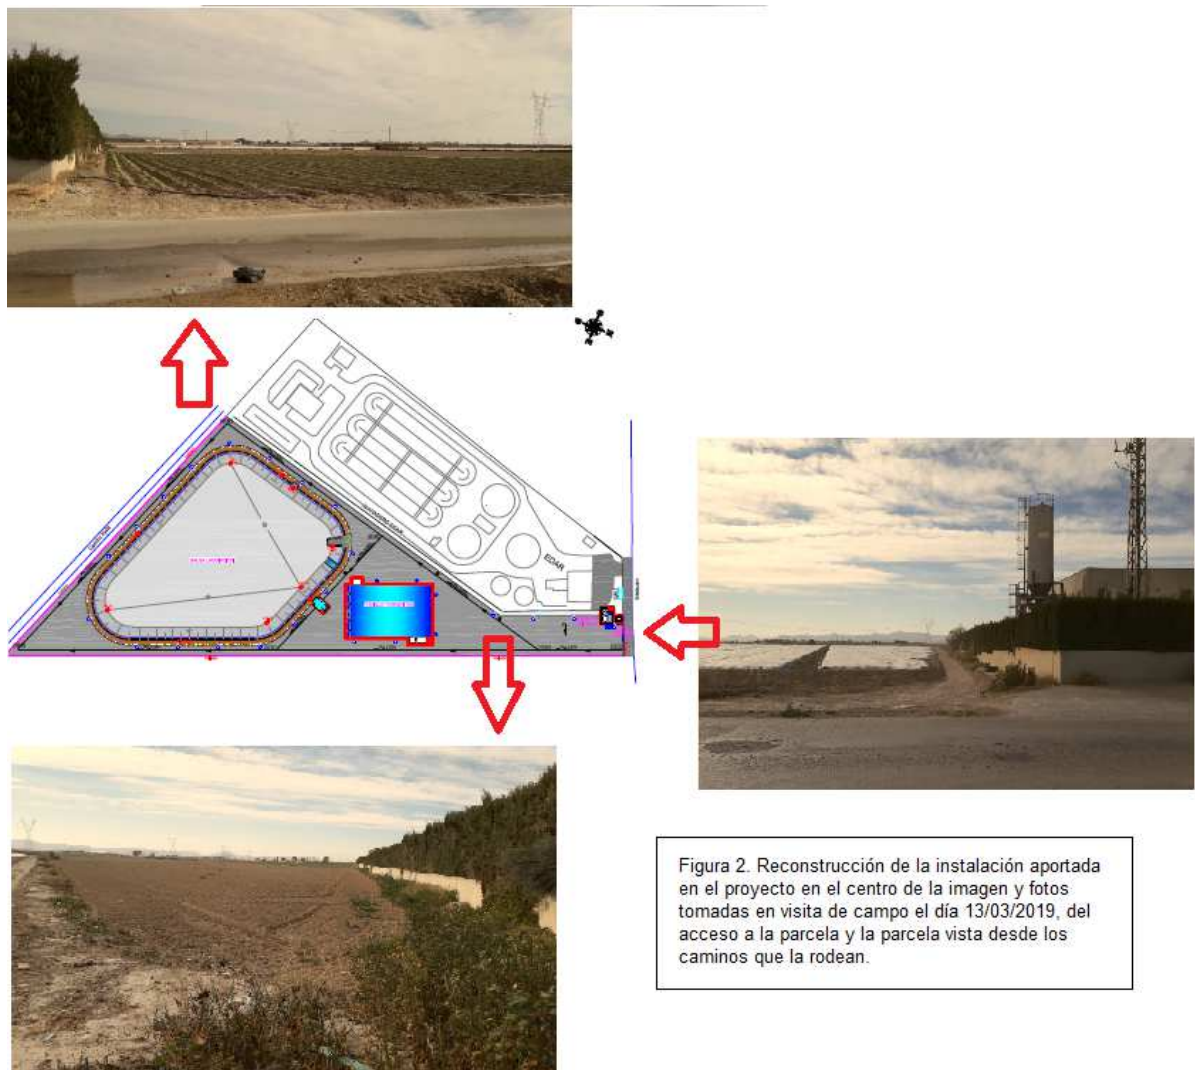 EDAR
Figura 2. Reconstrucción de la instalación aportada
en el proyecto en el centro de la imagen y fotos
tomadas en visita de campo el día 13/03/2019, del
acceso a la parcela y la parcela vista desde los
caminos que la rodean.